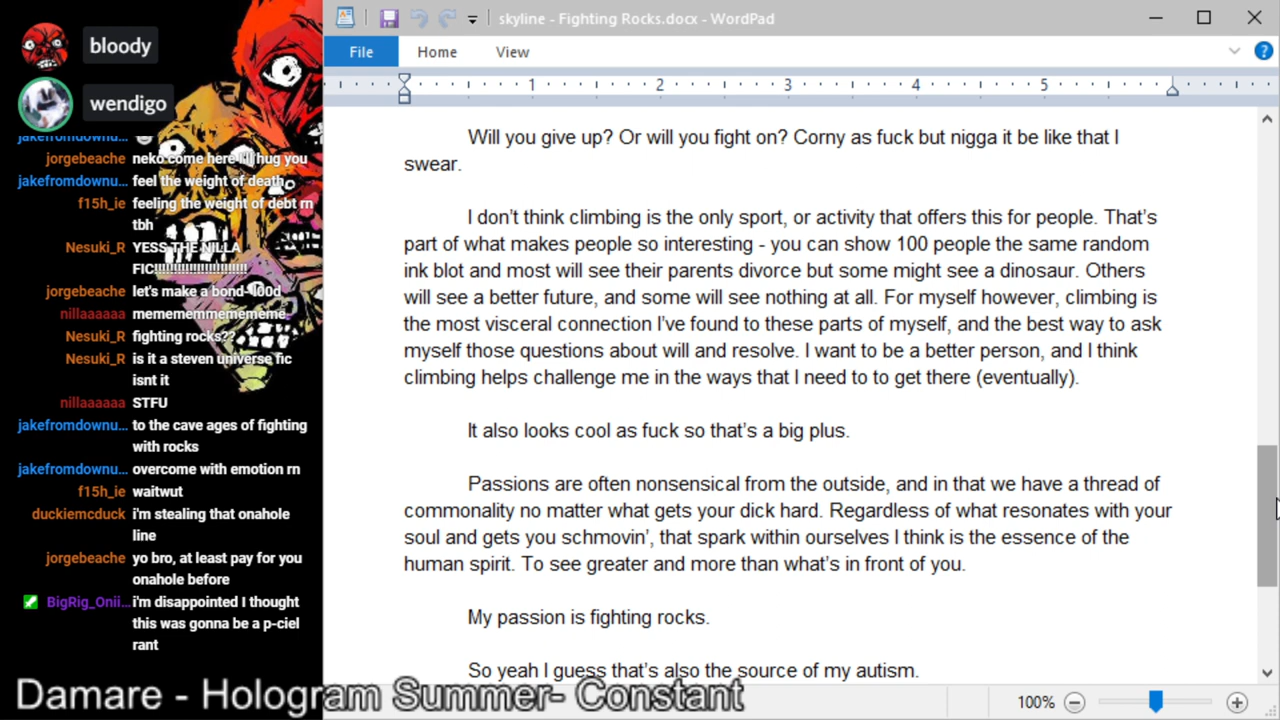 bloody
wendigo
jakefromdownu...
jorgebeache neko come here I'll hug you
jakefromdownu... feel the weight of death
f15h_ie feeling the weight of debt rn
tbh
Nesuki_R YESS THE NILLA
FIC!!!!!!!!!!!!!!!!!!!!!!!!
jorgebeache let's make a bond-
nillaaaaaa mememememememememe
Nesuki_R fighting rocks??
Nesuki_R is it a steven universe fic
isnt it
nillaaaaaa STFU
jakefromdownu... to the cave ages of fighting
with rocks
jakefromdownu... overcome with emotion rn
f15h_ie waitwut
duckiemcduck i'm stealing that onahole
line
jorgebeache yo bro, at least pay for you
onahole before
BigRig_Onii... i'm disappointed I thought
this was gonna be a p-ciel
rant
Damare - Hologram Summer- Constant
skyline - Fighting Rocks.docx - WordPad
File Home View
1 2 3 4 5
Will you give up? Or will you fight on? Corny as fuck but nigga it be like that I
swear.
I don't think climbing is the only sport, or activity that offers this for people. That's
part of what makes people so interesting - you can show 100 people the same random
ink blot and most will see their parents divorce but some might see a dinosaur. Others
will see a better future, and some will see nothing at all. For myself however, climbing is
the most visceral connection I've found to these parts of myself, and the best way to ask
myself those questions about will and resolve. I want to be a better person, and I think
climbing helps challenge me in the ways that I need to to get there (eventually).
It also looks cool as fuck so that's a big plus.
Passions are often nonsensical from the outside, and in that we have a thread of
commonality no matter what gets your dick hard. Regardless of what resonates with your
soul and gets you schmovin', that spark within ourselves I think is the essence of the
human spirit. To see greater and more than what's in front of you.
My passion is fighting rocks.
So yeah I guess that's also the source of my autism.
100%